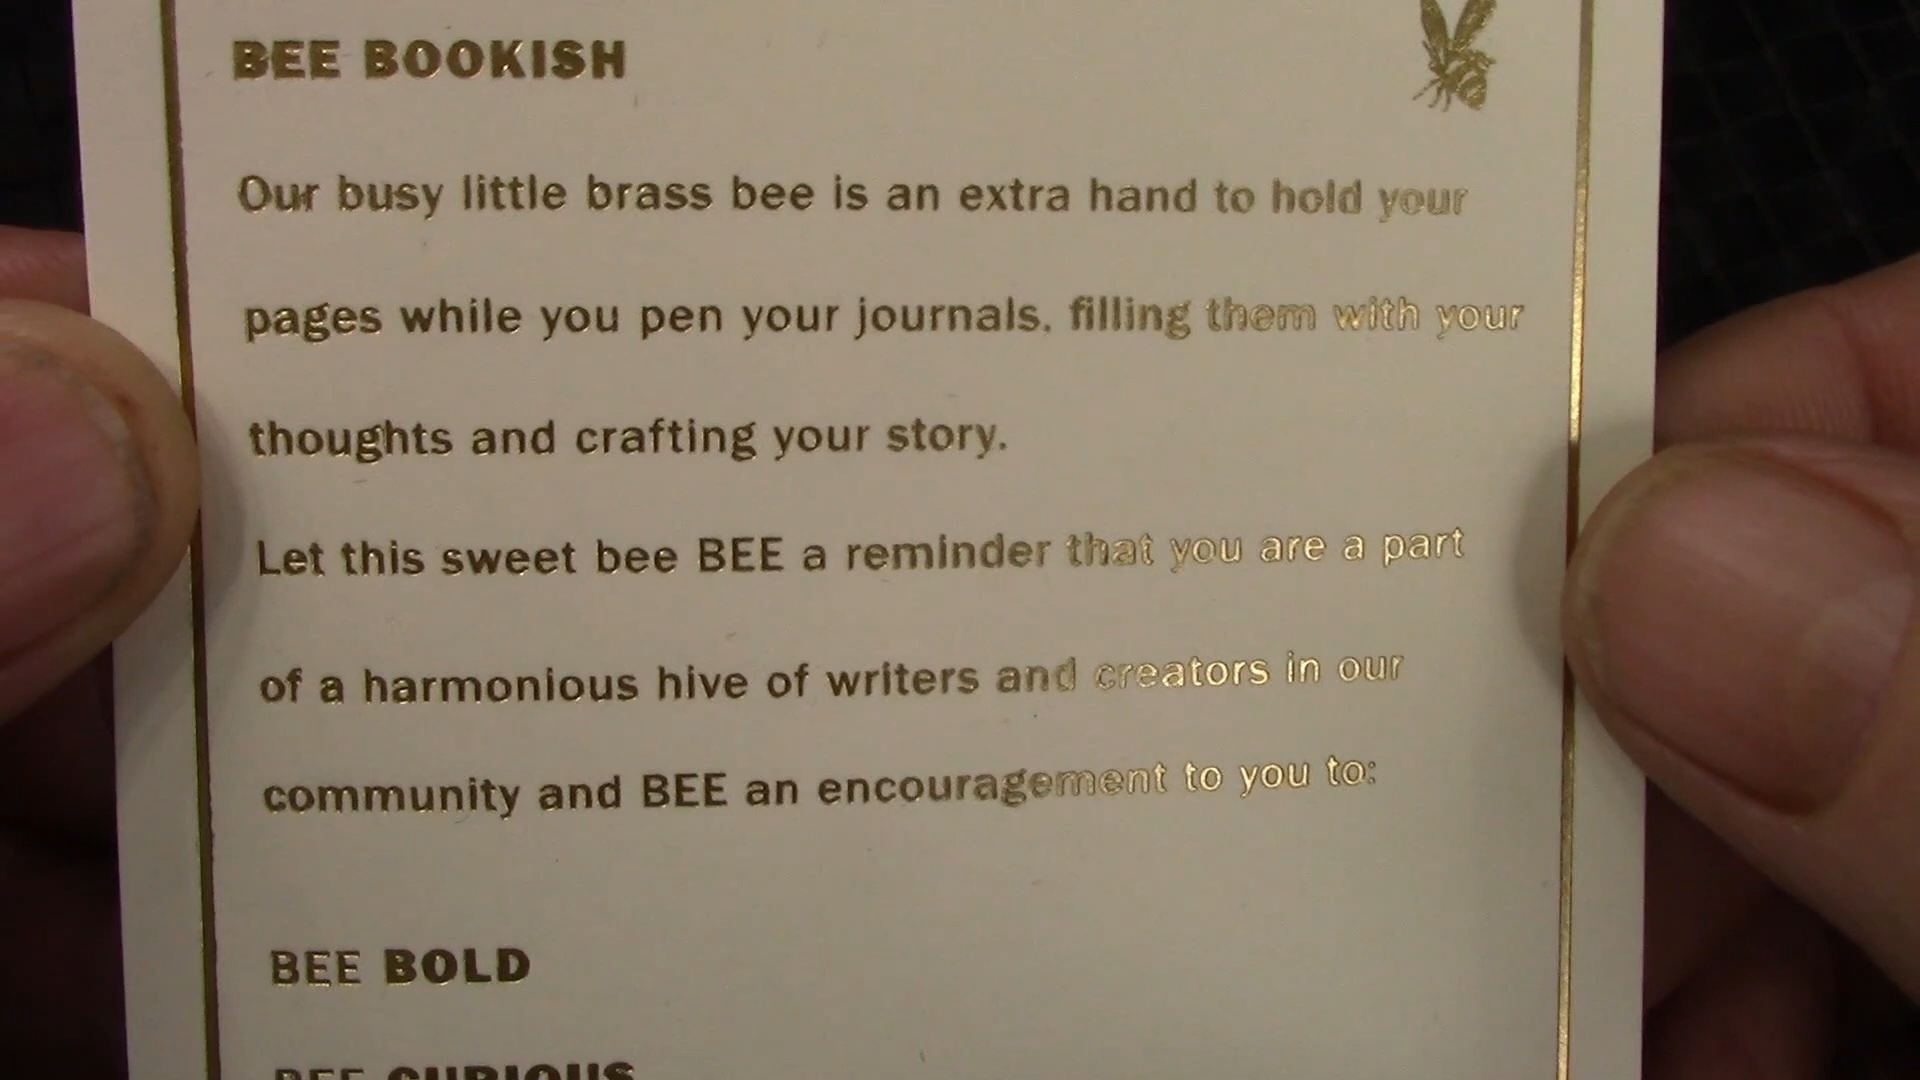 BEE BOOKISH
Our busy little brass bee is an extra hand to hold your
pages while you pen your journals, filling them with your
thoughts and crafting your story.
Let this sweet bee BEE a reminder that you are a part
of a harmonious hive of writers and creators in our
community and BEE an encouragement to you to:
BEE BOLD
BEE CURIOUS